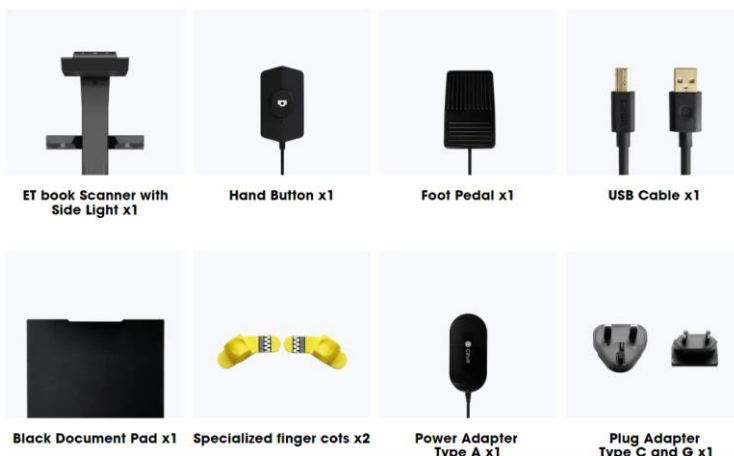 ET book Scanner with
Side Light x1
Hand Button x1
Foot Pedal x1
USB Cable x1
Black Document Pad x1
Specialized finger cots x2
CZUR
Power Adapter
Type A x1
Plug Adapter
Type C and G x1